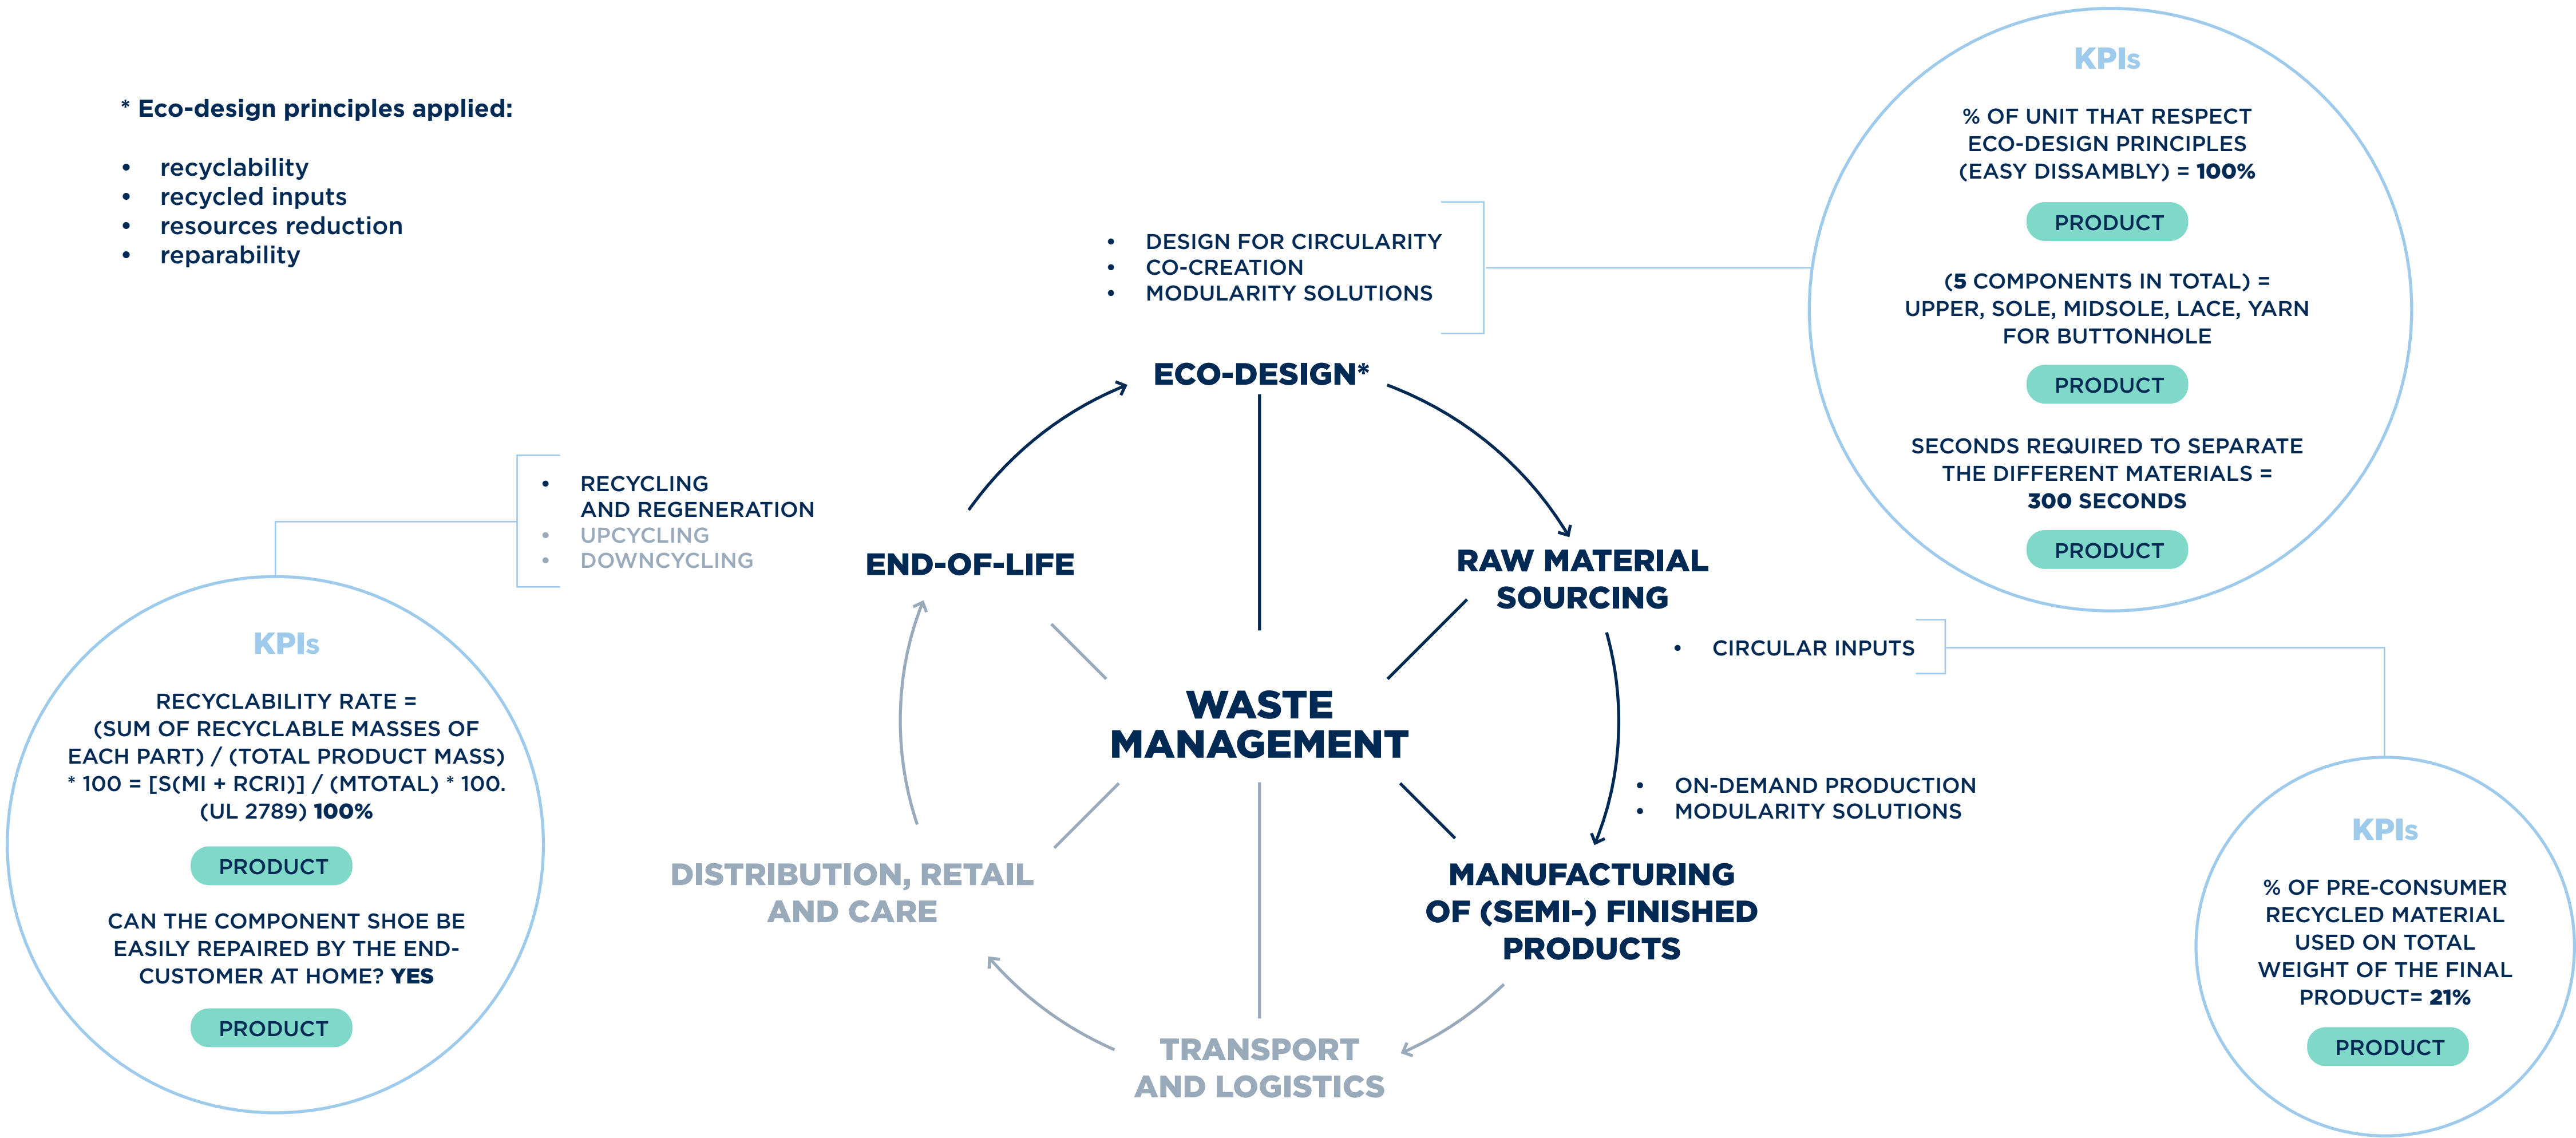 * Eco-design principles applied:
• recyclability
• recycled inputs
• resources reduction
• reparability
• DESIGN FOR CIRCULARITY
• CO-CREATION
• MODULARITY SOLUTIONS
KPIs
% OF UNIT THAT RESPECT
ECO-DESIGN PRINCIPLES
(EASY DISSAMBLY) = 100%
PRODUCT
(5 COMPONENTS IN TOTAL) =
UPPER, SOLE, MIDSOLE, LACE, YARN
FOR BUTTONHOLE
PRODUCT
SECONDS REQUIRED TO SEPARATE
THE DIFFERENT MATERIALS =
300 SECONDS
PRODUCT
ECO-DESIGN*
• RECYCLING
AND REGENERATION
• UPCYCLING
• DOWNCYCLING
END-OF-LIFE
RAW MATERIAL
SOURCING
• CIRCULAR INPUTS
WASTE
MANAGEMENT
• ON-DEMAND PRODUCTION
• MODULARITY SOLUTIONS
KPIs
RECYCLABILITY RATE =
(SUM OF RECYCLABLE MASSES OF
EACH PART) / (TOTAL PRODUCT MASS)
* 100 = [S(MI + RCRI)] / (MTOTAL) * 100.
(UL 2789) 100%
PRODUCT
CAN THE COMPONENT SHOE BE
EASILY REPAIRED BY THE END-
CUSTOMER AT HOME? YES
PRODUCT
DISTRIBUTION, RETAIL
AND CARE
MANUFACTURING
OF (SEMI-) FINISHED
PRODUCTS
TRANSPORT
AND LOGISTICS
KPIs
% OF PRE-CONSUMER
RECYCLED MATERIAL
USED ON TOTAL
WEIGHT OF THE FINAL
PRODUCT= 21%
PRODUCT